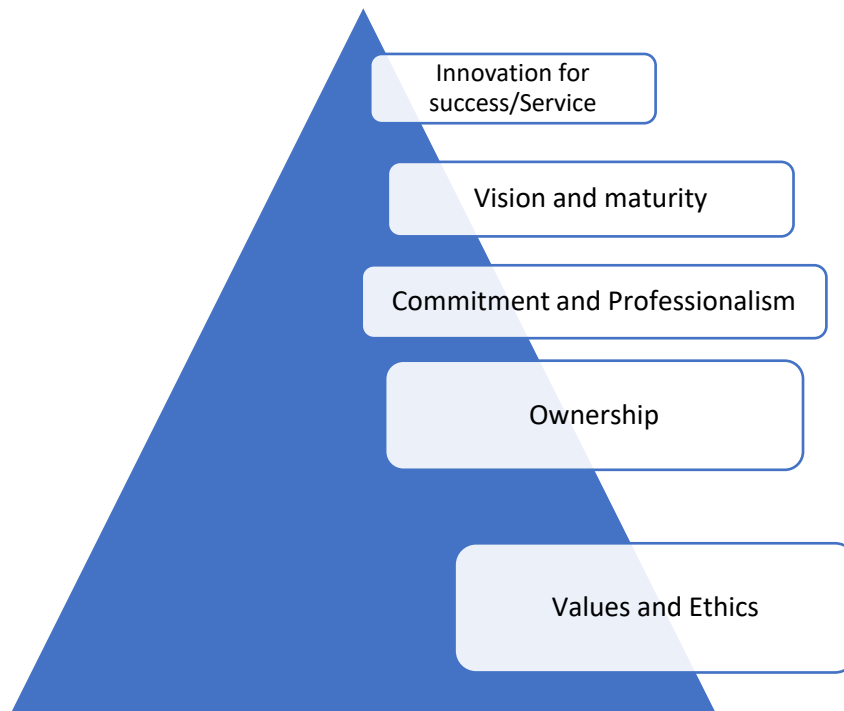 Innovation for
success/Service
Vision and maturity
Commitment and Professionalism
Ownership
Values and Ethics